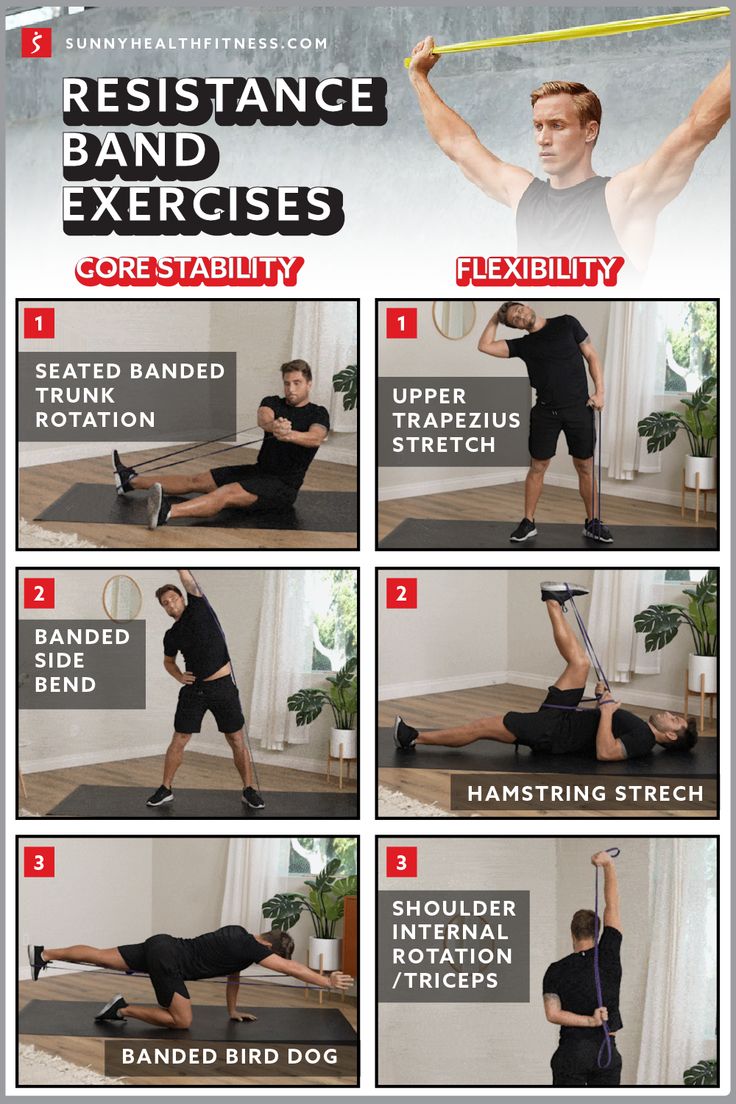 SUNNYHEALTHFITNESS.COM
RESISTANCE
BAND
EXERCISES
CORE STABILITY
1
SEATED BANDED
TRUNK
ROTATION
2
BANDED
SIDE
BEND
3
BANDED BIRD DOG
FLEXIBILITY
1
UPPER
TRAPEZIUS
STRETCH
2
HAMSTRING STRECH
3
SHOULDER
INTERNAL
ROTATION
/TRICEPS